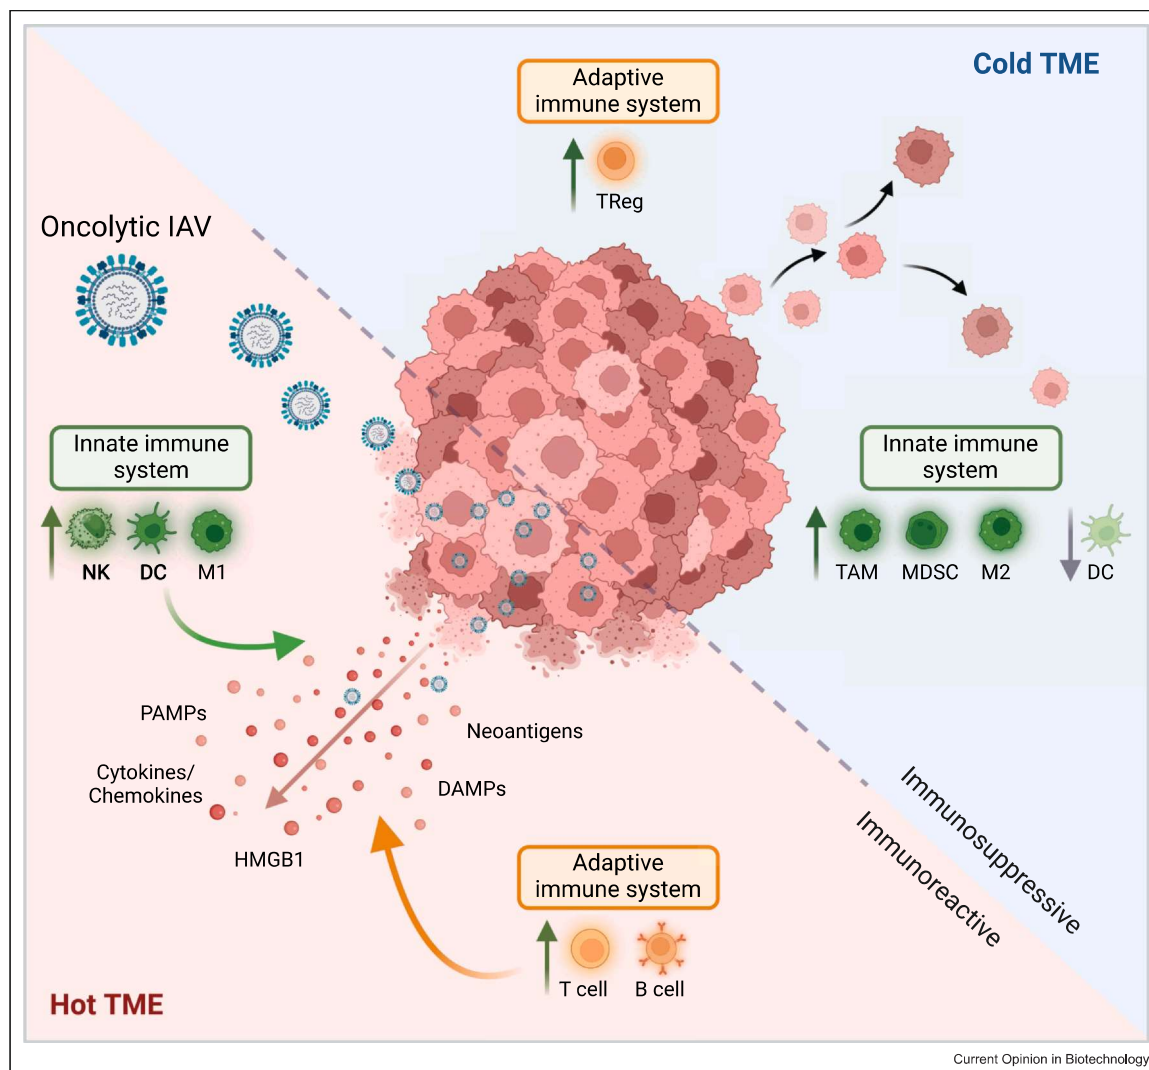 Cold TME
Adaptive
immune system
TReg
Oncolytic IAV
Innate immune
system
NK DC M1
Innate immune
system
TAM MDSC M2 DC
PAMPs
Neoantigens
Cytokines/
Chemokines
DAMPs
HMGB1
Immunosuppressive
Immunoreactive
Adaptive
immune system
T cell B cell
Hot TME
Current Opinion in Biotechnology